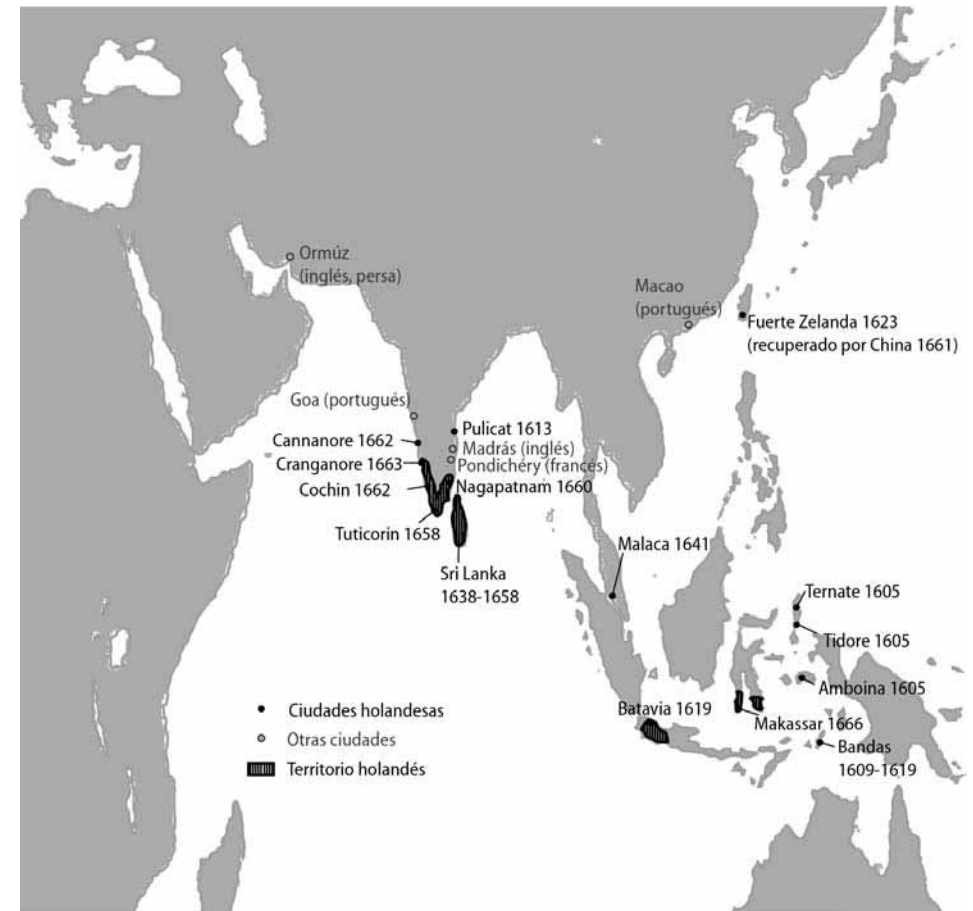 Ormúz
(inglés, persa)
Macao
(portugués)
Fuerte Zelanda 1623
(recuperado por China 1661)
Goa (portugués)
Pulicat 1613
Cannanore 1662
Madrás (inglés)
Cranganore 1663
Pondichéry (francés)
Cochin 1662
Nagapatnam 1660
Tuticorin 1658
Malaca 1641
Sri Lanka
1638-1658
Ternate 1605
Tidore 1605
Amboina 1605
Batavia 1619
Makassar 1666
Bandas
1609-1619
Ciudades holandesas
Otras ciudades
Territorio holandés